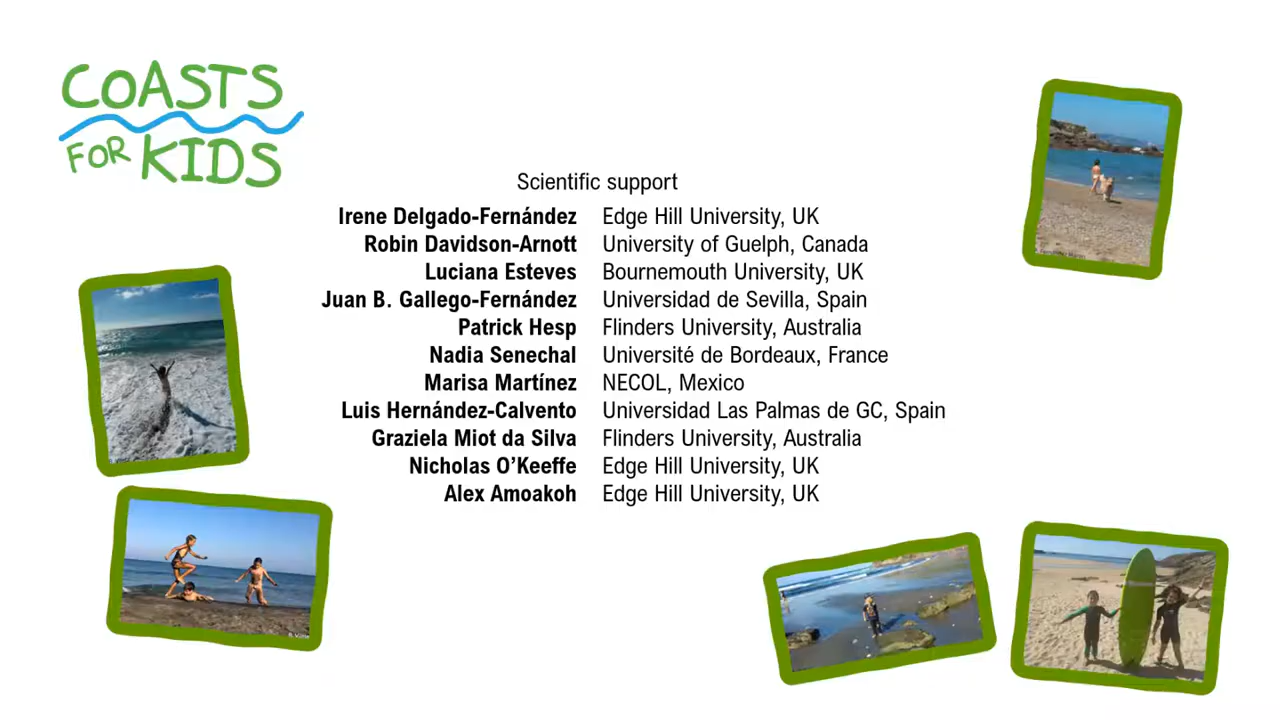 COASTS
FOR KIDS
Scientific support
Irene Delgado-Fernández Edge Hill University, UK
Robin Davidson-Arnott University of Guelph, Canada
Luciana Esteves Bournemouth University, UK
Juan B. Gallego-Fernández Universidad de Sevilla, Spain
Patrick Hesp Flinders University, Australia
Nadia Senechal Université de Bordeaux, France
Marisa Martínez NECOL, Mexico
Luis Hernández-Calvento Universidad Las Palmas de GC, Spain
Graziela Miot da Silva Flinders University, Australia
Nicholas O’Keeffe Edge Hill University, UK
Alex Amoakoh Edge Hill University, UK